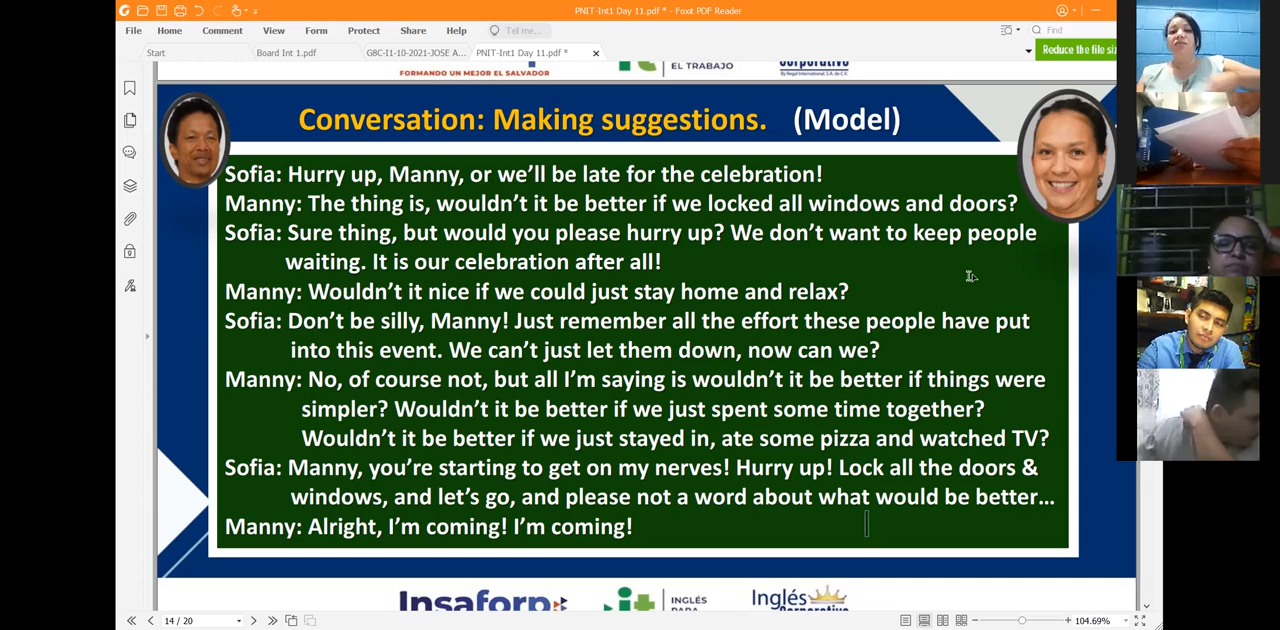 PNIT-Int1 Day 11.pdf * - Foxit PDF Reader
File Home Comment View Form Protect Share Help Tell me... Find
Start Board Int 1.pdf G8C-I1-10-2021-JOSE A... PNIT-Int1 Day 11.pdf * Reduce the file
FORMANDO UN MEJOR EL SALVADOR EL TRABAJO
By Regal International, S.A. de C.V.
Conversation: Making suggestions. (Model)
Sofia: Hurry up, Manny, or we’ll be late for the celebration!
Manny: The thing is, wouldn’t it be better if we locked all windows and doors?
Sofia: Sure thing, but would you please hurry up? We don’t want to keep people
waiting. It is our celebration after all!
Manny: Wouldn’t it nice if we could just stay home and relax?
Sofia: Don’t be silly, Manny! Just remember all the effort these people have put
into this event. We can’t just let them down, now can we?
Manny: No, of course not, but all I’m saying is wouldn’t it be better if things were
simpler? Wouldn’t it be better if we just spent some time together?
Wouldn’t it be better if we just stayed in, ate some pizza and watched TV?
Sofia: Manny, you’re starting to get on my nerves! Hurry up! Lock all the doors &
windows, and let’s go, and please not a word about what would be better…
Manny: Alright, I’m coming! I’m coming!
Insaforp INGLÉS Inglés
14 / 20 104.69%